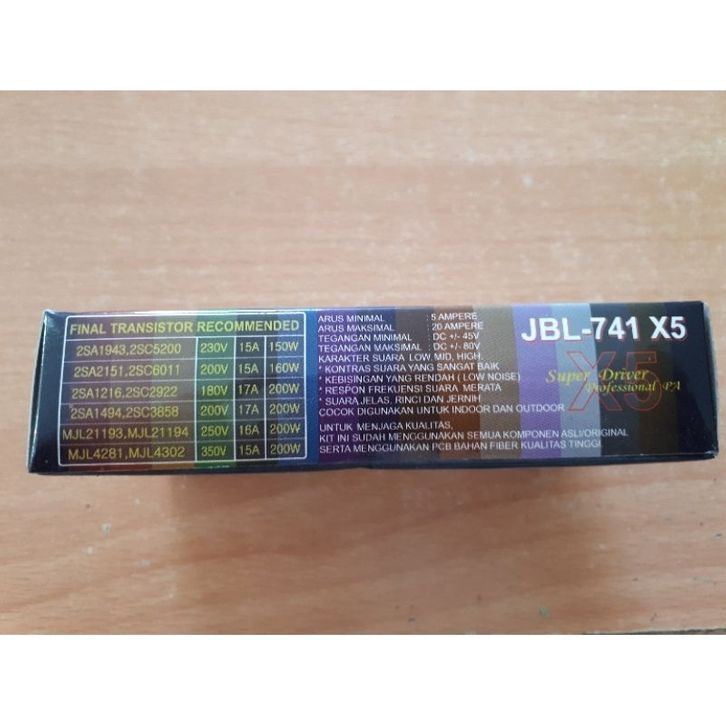 FINAL TRANSISTOR RECOMMENDED
2SA1943,2SC5200 230V 15A 150W
2SA2151,2SC6011 200V 15A 160W
2SA1216,2SC2922 180V 17A 200W
2SA1494,2SC3858 200V 17A 200W
MJL21193,MJL21194 250V 16A 200W
MJL4281,MJL4302 350V 15A 200W
ARUS MINIMAL : 5 AMPERE
ARUS MAKSIMAL : 20 AMPERE
TEGANGAN MINIMAL : DC +/- 45V
TEGANGAN MAKSIMAL : DC +/- 80V
KARAKTER SUARA LOW, MID, HIGH.
* KONTRAS SUARA YANG SANGAT BAIK
* KEBISINGAN YANG RENDAH ( LOW NOISE)
* RESPON FREKUENSI SUARA MERATA
* SUARA JELAS, RINCI DAN JERNIH
COCOK DIGUNAKAN UNTUK INDOOR DAN OUTDOOR
UNTUK MENJAGA KUALITAS,
KIT INI SUDAH MENGGUNAKAN SEMUA KOMPONEN ASLI/ORIGINAL
SERTA MENGGUNAKAN PCB BAHAN FIBER KUALITAS TINGGI
JBL-741 X5
X5
Super Driver
Professional PA